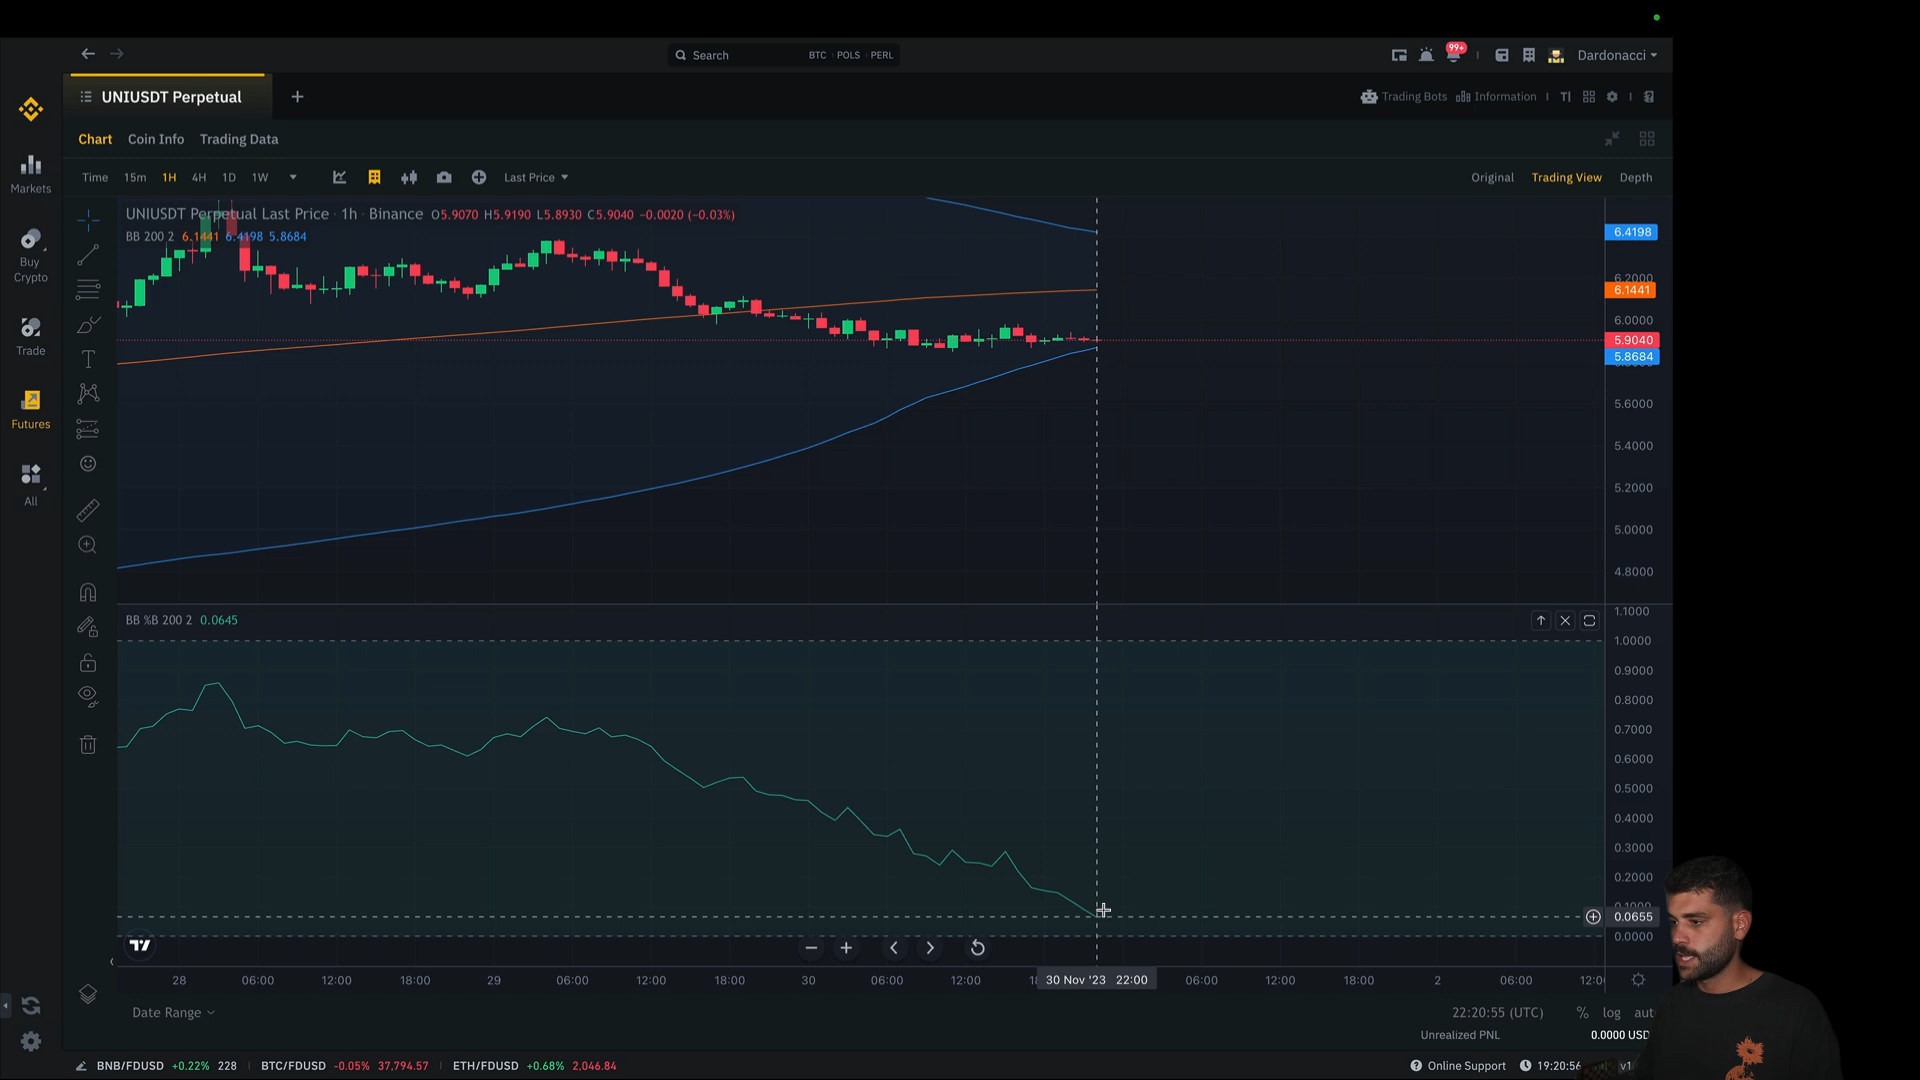 Search BTC · POLS · PERL 99+ Dardonacci
UNIUSDT Perpetual
Trading Bots Information
Chart Coin Info Trading Data
Time 15m 1H 4H 1D 1W Last Price Original Trading View Depth
UNIUSDT Perpetual Last Price · 1h · Binance O5.9070 H5.9190 L5.8930 C5.9040 −0.0020 (−0.03%)
BB 200 2 6.1441 6.4198 5.8684
Markets
Buy
Crypto
Trade
Futures
All
6.4198
6.2000
6.1441
6.0000
5.9040
5.8684
5.6000
5.4000
5.2000
5.0000
4.8000
BB %B 200 2 0.0645
1.1000
1.0000
0.9000
0.8000
0.7000
0.6000
0.5000
0.4000
0.3000
0.2000
0.0655
0.0000
28 06:00 12:00 18:00 29 06:00 12:00 18:00 30 06:00 12:00 30 Nov '23 22:00 06:00 12:00 18:00 2 06:00
Date Range 22:20:55 (UTC) % log
Unrealized PNL 0.0000 USD
BNB/FDUSD +0.22% 228 BTC/FDUSD -0.05% 37,794.57 ETH/FDUSD +0.68% 2,046.84 Online Support 19:20:56